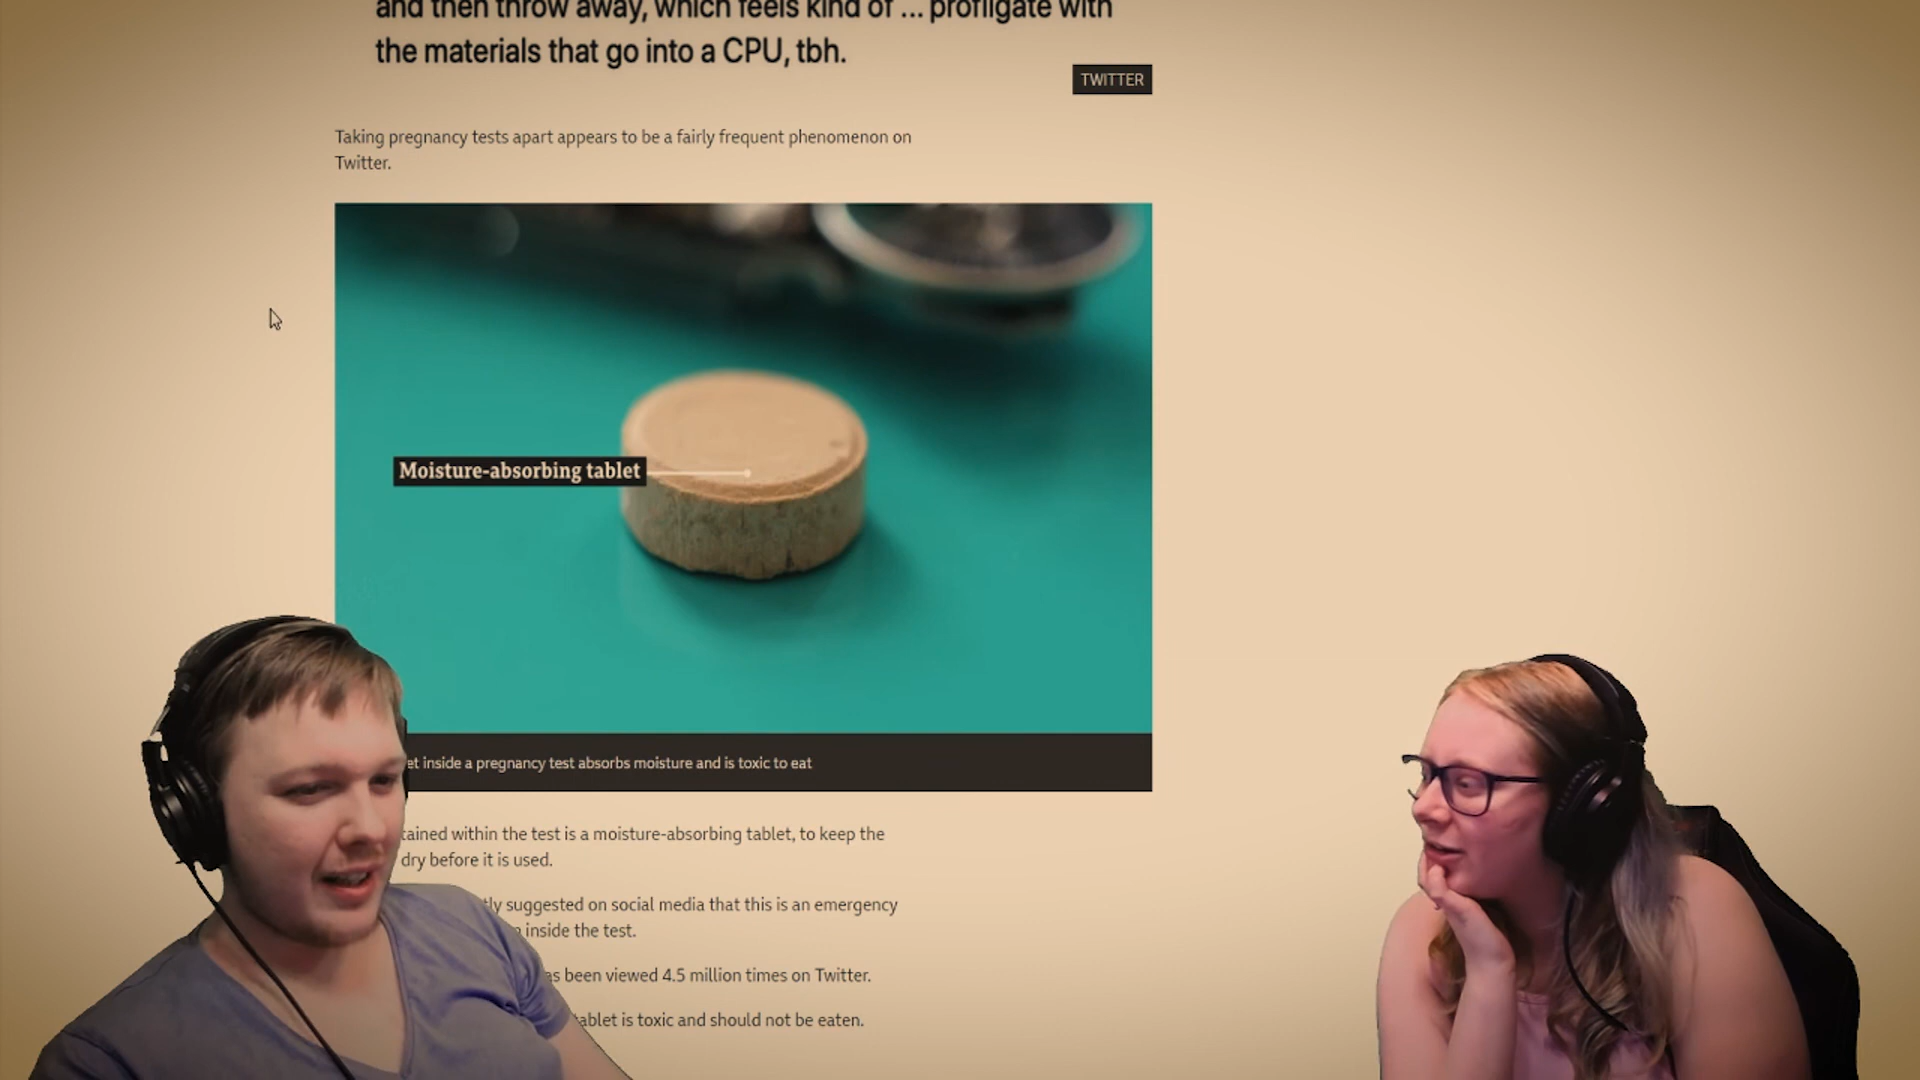 and then throw away, which feels kind of ... profligate with
the materials that go into a CPU, tbh.
TWITTER
Taking pregnancy tests apart appears to be a fairly frequent phenomenon on
Twitter.
Moisture-absorbing tablet
inside a pregnancy test absorbs moisture and is toxic to eat
within the test is a moisture-absorbing tablet, to keep the
dry before it is used.
suggested on social media that this is an emergency
inside the test.
been viewed 4.5 million times on Twitter.
tablet is toxic and should not be eaten.